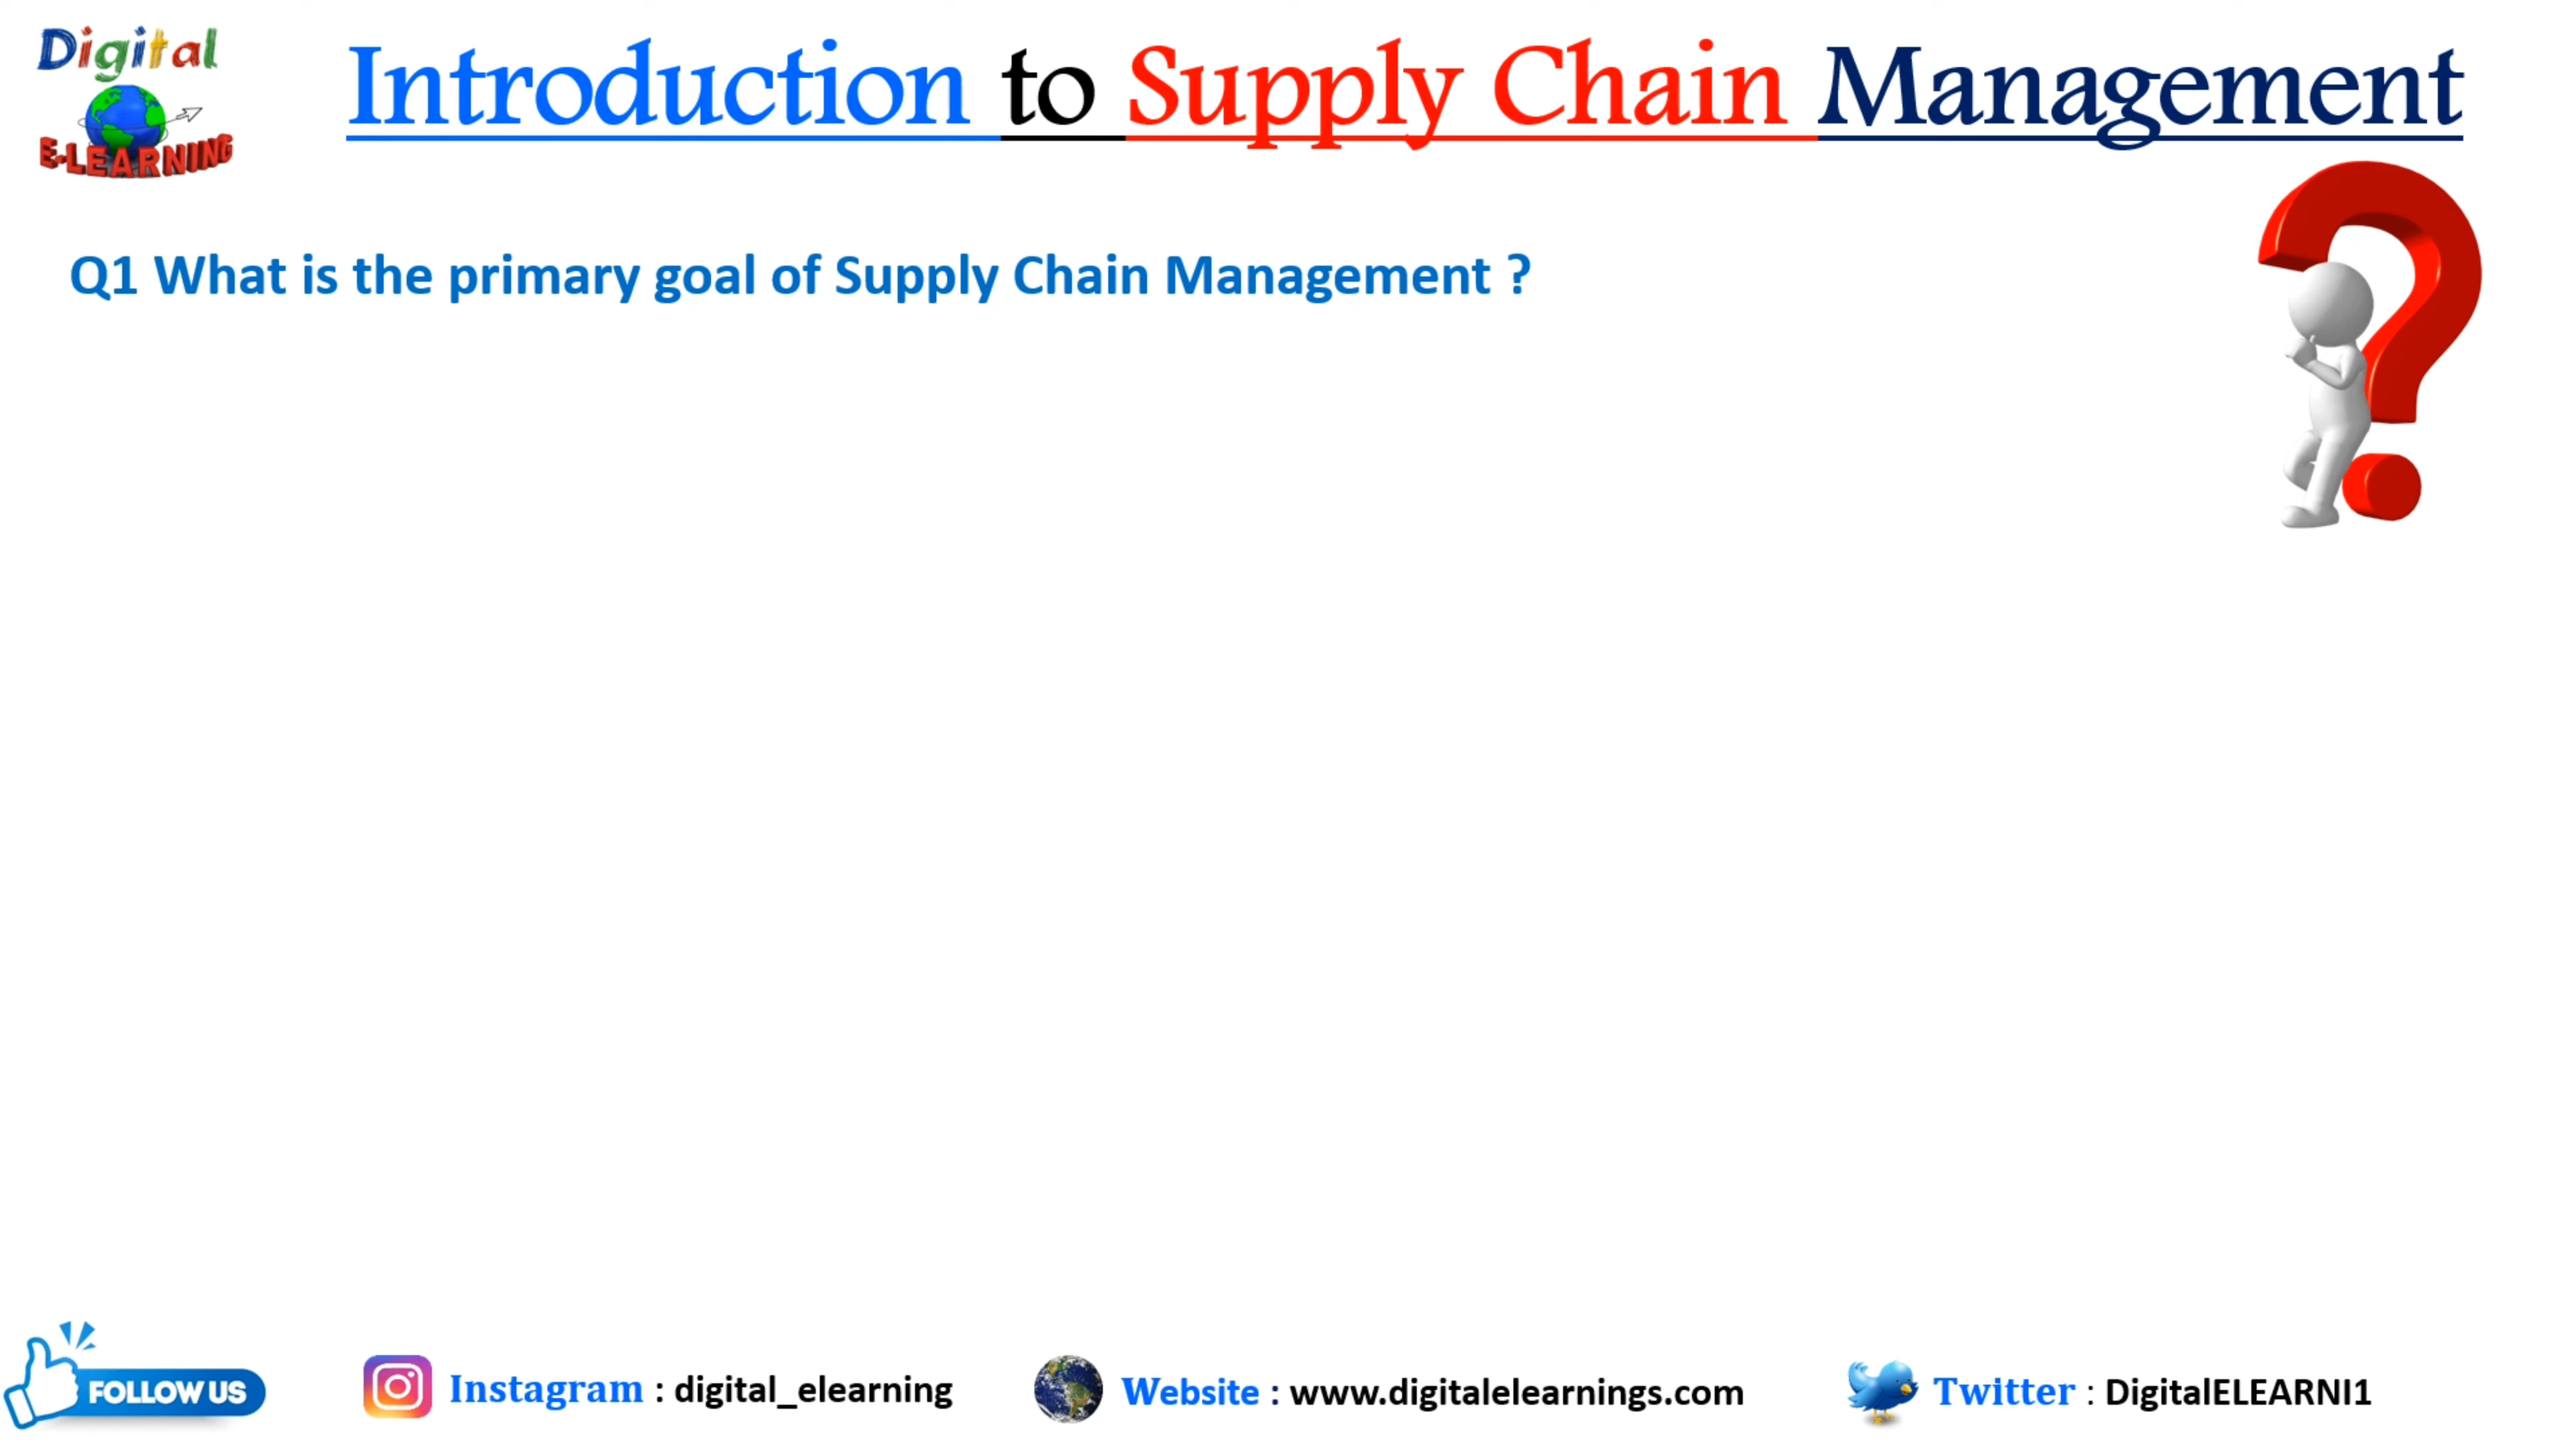 Digital
E-LEARNING
Introduction to Supply Chain Management
Q1 What is the primary goal of Supply Chain Management ?
FOLLOW US
Instagram : digital_elearning
Website : www.digitalelearnings.com
Twitter : DigitalELEARNI1